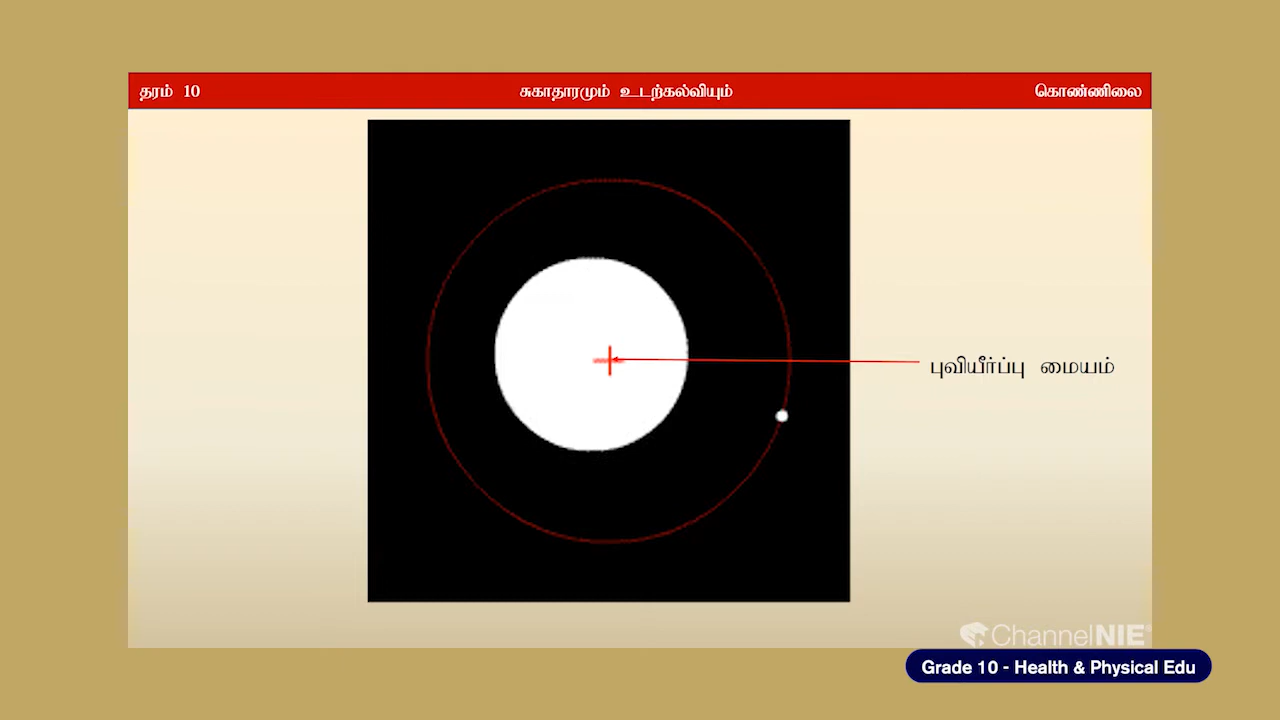 தரம் 10
சுகாதாரமும் உடற்கல்வியும்
கொண்ணிலை
புவியீர்ப்பு மையம்
ChannelNIE
Grade 10 - Health & Physical Edu